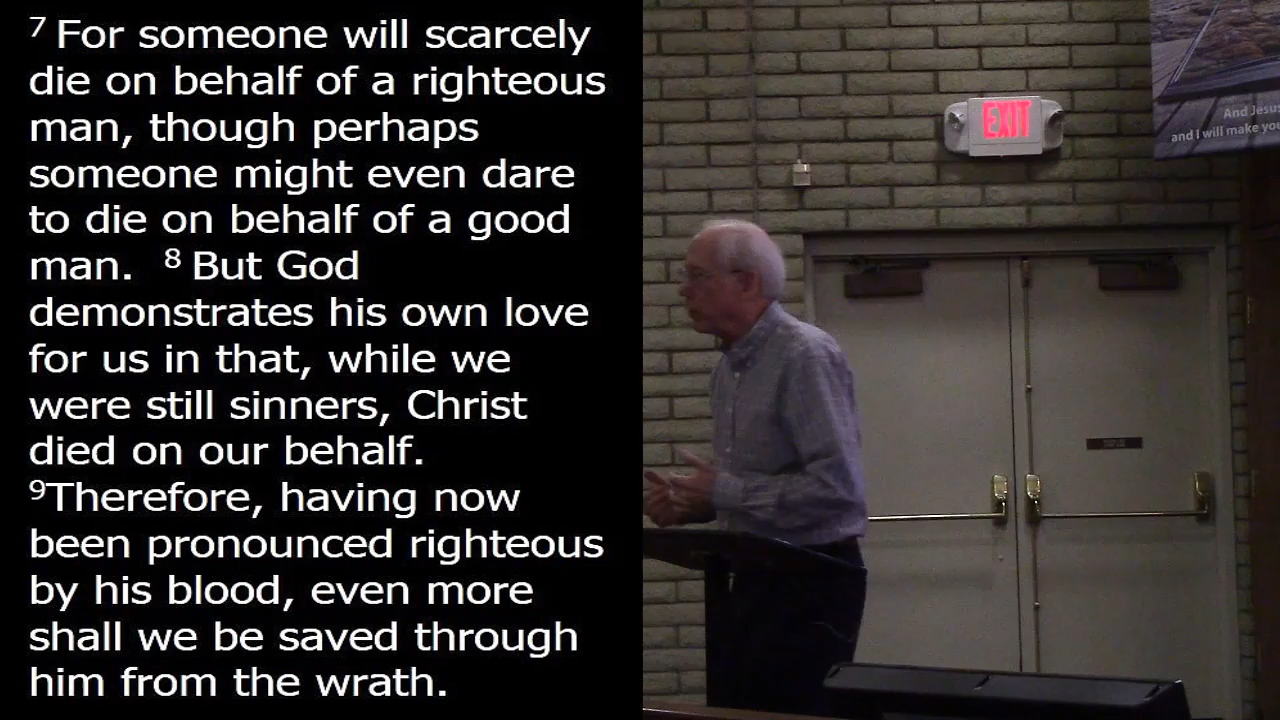 7 For someone will scarcely
die on behalf of a righteous
man, though perhaps
someone might even dare
to die on behalf of a good
man. 8 But God
demonstrates his own love
for us in that, while we
were still sinners, Christ
died on our behalf.
9Therefore, having now
been pronounced righteous
by his blood, even more
shall we be saved through
him from the wrath.
EXIT
And Jesus
and I will make you